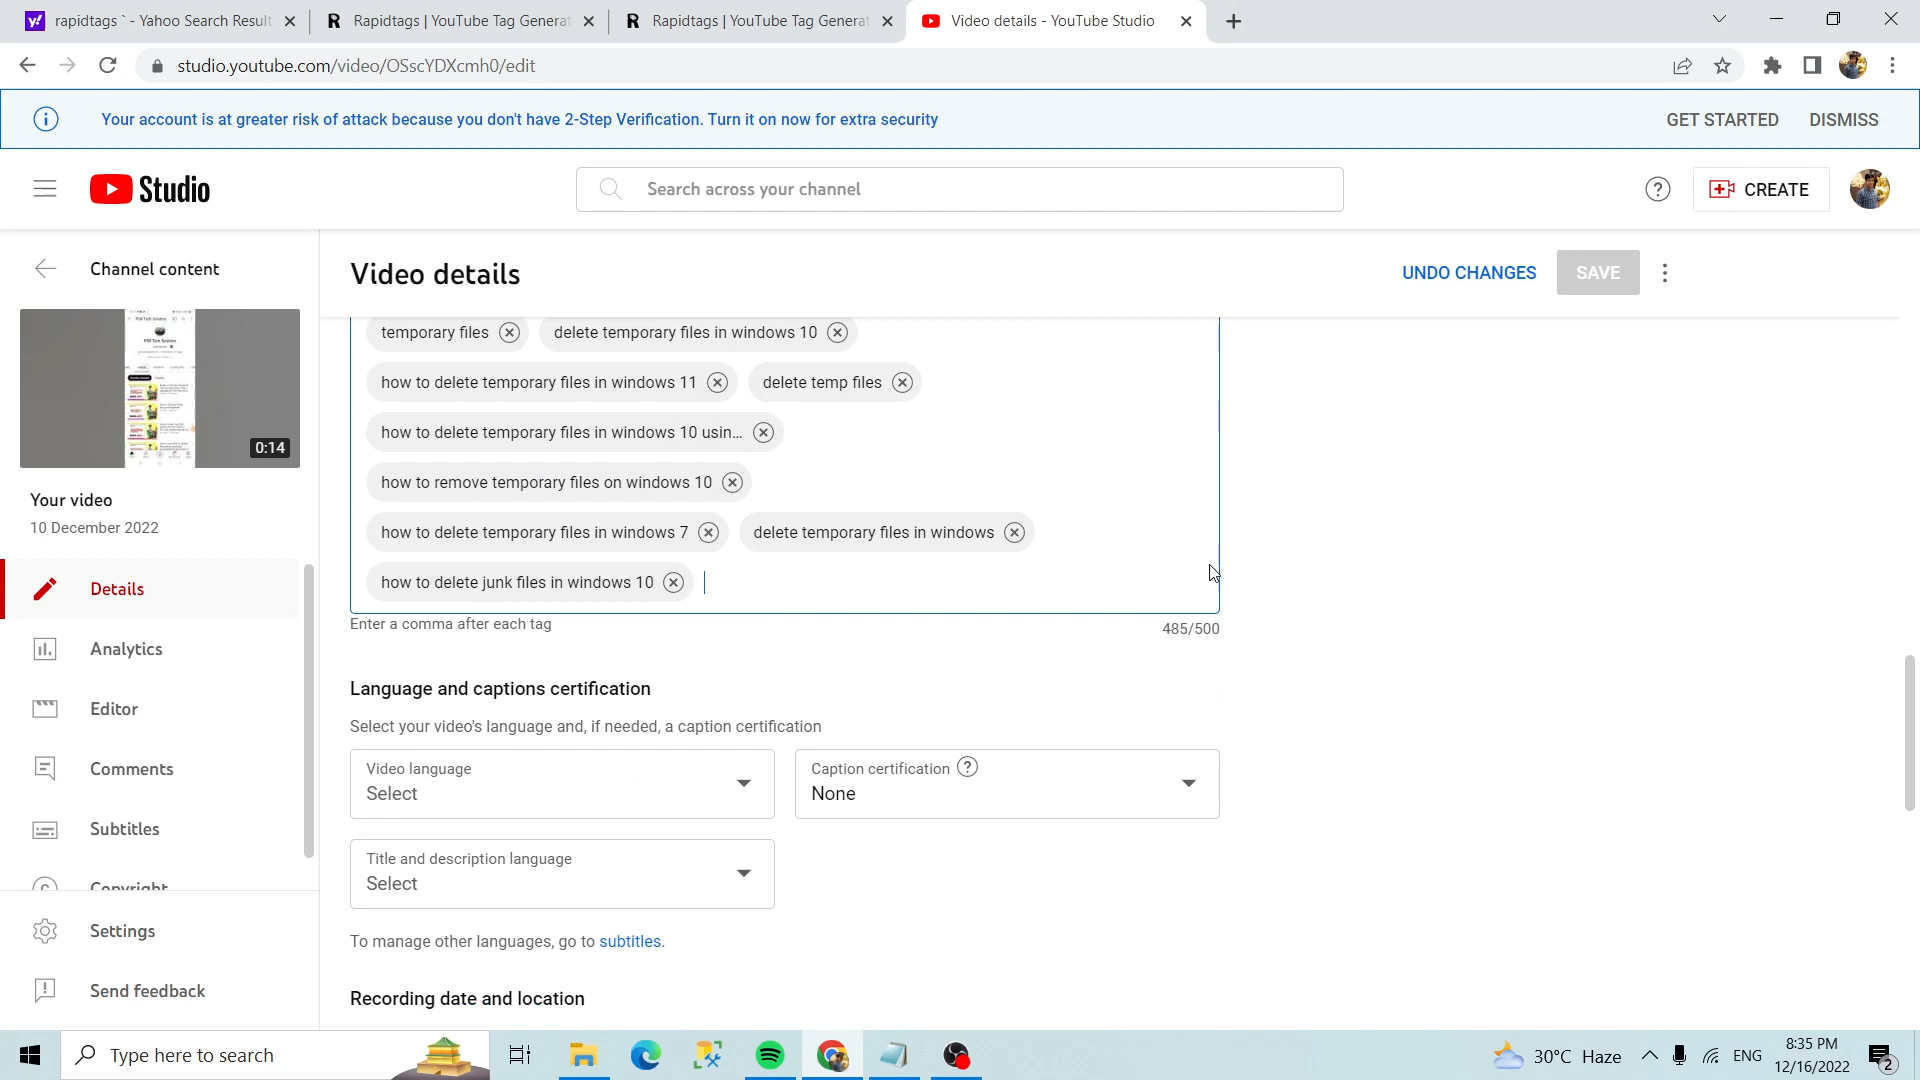 rapidtags ` - Yahoo Search Result
Rapidtags | YouTube Tag Generat
Rapidtags | YouTube Tag Generat
Video details - YouTube Studio
studio.youtube.com/video/OSscYDXcmh0/edit
Your account is at greater risk of attack because you don't have 2-Step Verification. Turn it on now for extra security
GET STARTED
DISMISS
Studio
Search across your channel
CREATE
Channel content
Video details
UNDO CHANGES
SAVE
temporary files
delete temporary files in windows 10
how to delete temporary files in windows 11
delete temp files
how to delete temporary files in windows 10 usin...
how to remove temporary files on windows 10
how to delete temporary files in windows 7
delete temporary files in windows
how to delete junk files in windows 10
Enter a comma after each tag
485/500
0:14
Your video
10 December 2022
Details
Analytics
Editor
Comments
Subtitles
Copyright
Settings
Send feedback
Language and captions certification
Select your video's language and, if needed, a caption certification
Video language
Select
Caption certification
None
Title and description language
Select
To manage other languages, go to subtitles.
Recording date and location
Type here to search
30°C Haze
ENG
8:35 PM
12/16/2022
2